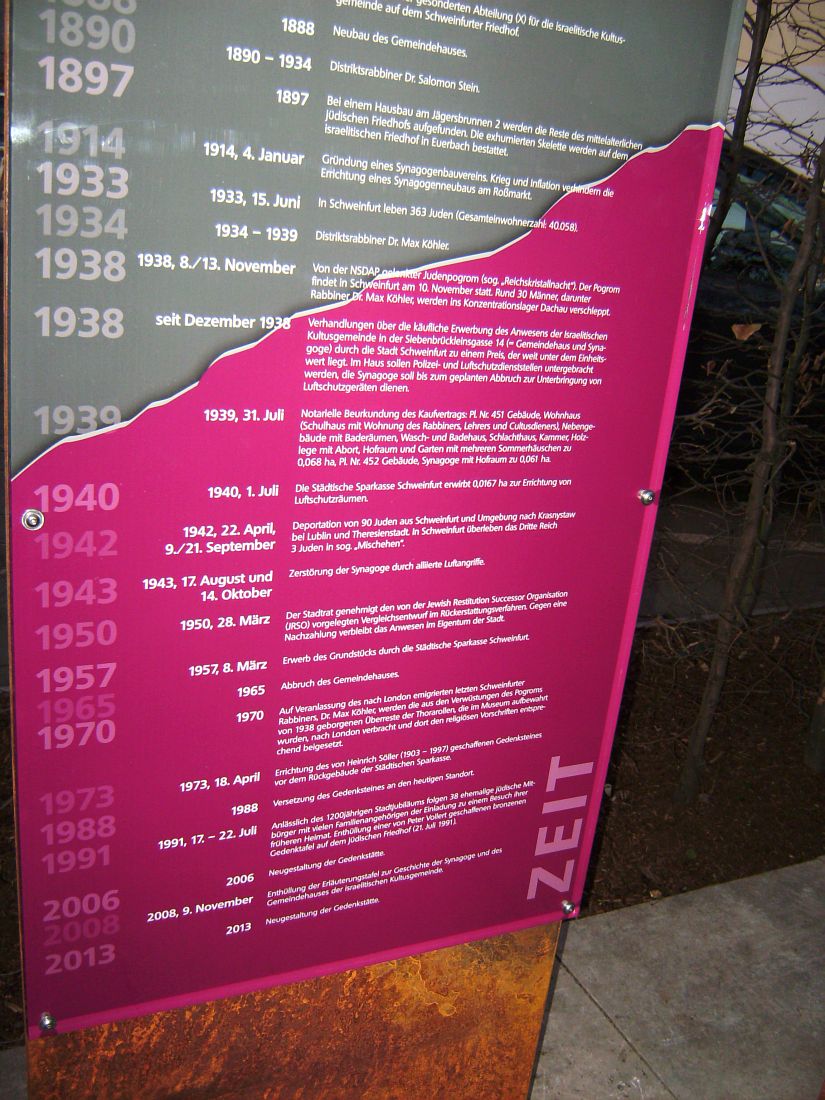 gesonderten Abteilung (X) für die israelitische Kultus-
gemeinde auf dem Schweinfurter Friedhof.
1888
1890
1888 Neubau des Gemeindehauses.
1897
1890 – 1934 Distriktsrabbiner Dr. Salomon Stein.
1897 Bei einem Hausbau am Jägersbrunnen 2 werden die Reste des mittelalterlichen
jüdischen Friedhofs aufgefunden. Die exhumierten Skelette werden auf dem
israelitischen Friedhof in Euerbach bestattet.
1914
1914, 4. Januar Gründung eines Synagogenbauvereins. Krieg und Inflation verhindern die
Errichtung eines Synagogenneubaus am Roßmarkt.
1933
1933, 15. Juni In Schweinfurt leben 363 Juden (Gesamteinwohnerzahl: 40.058).
1934
1934 – 1939 Distriktsrabbiner Dr. Max Köhler.
1938
1938, 8./13. November Von der NSDAP gelenkter Judenpogrom (sog. „Reichskristallnacht"). Der Pogrom
findet in Schweinfurt am 10. November statt. Rund 30 Männer, darunter
Rabbiner Dr. Max Köhler, werden ins Konzentrationslager Dachau verschleppt.
1938
seit Dezember 1938 Verhandlungen über die käufliche Erwerbung des Anwesens der Israelitischen
Kultusgemeinde in der Siebenbrückleinsgasse 14 (= Gemeindehaus und Syna-
goge) durch die Stadt Schweinfurt zu einem Preis, der weit unter dem Einheits-
wert liegt. Im Haus sollen Polizei- und Luftschutzdienststellen untergebracht
werden, die Synagoge soll bis zum geplanten Abbruch zur Unterbringung von
Luftschutzgeräten dienen.
1939
1939, 31. Juli Notarielle Beurkundung des Kaufvertrags: Pl. Nr. 451 Gebäude, Wohnhaus
(Schulhaus mit Wohnung des Rabbiners, Lehrers und Cultusdieners), Nebenge-
bäude mit Baderäumen, Wasch- und Badehaus, Schlachthaus, Kammer, Holz-
lege mit Abort, Hofraum und Garten mit mehreren Sommerhäuschen zu
0,068 ha, Pl. Nr. 452 Gebäude, Synagoge mit Hofraum zu 0,061 ha.
1940
1940, 1. Juli Die Städtische Sparkasse Schweinfurt erwirbt 0,0167 ha zur Errichtung von
Luftschutzräumen.
1942
1942, 22. April, Deportation von 90 Juden aus Schweinfurt und Umgebung nach Krasnystaw
9./21. September bei Lublin und Theresienstadt. In Schweinfurt überleben das Dritte Reich
3 Juden in sog. „Mischehen".
1943
1943, 17. August und Zerstörung der Synagoge durch alliierte Luftangriffe.
14. Oktober
1950
1950, 28. März Der Stadtrat genehmigt den von der Jewish Restitution Successor Organisation
(JRSO) vorgelegten Vergleichsentwurf im Rückerstattungsverfahren. Gegen eine
Nachzahlung verbleibt das Anwesen im Eigentum der Stadt.
1957
1957, 8. März Erwerb des Grundstücks durch die Städtische Sparkasse Schweinfurt.
1965
1965 Abbruch des Gemeindehauses.
1970
1970 Auf Veranlassung des nach London emigrierten letzten Schweinfurter
Rabbiners, Dr. Max Köhler, werden die aus den Verwüstungen des Pogroms
von 1938 geborgenen Überreste der Thorarollen, die im Museum aufbewahrt
wurden, nach London verbracht und dort den religiösen Vorschriften entspre-
chend beigesetzt.
1973
1973, 18. April Errichtung des von Heinrich Söller (1903 – 1997) geschaffenen Gedenksteines
vor dem Rückgebäude der Städtischen Sparkasse.
1988
1988 Versetzung des Gedenksteines an den heutigen Standort.
1991
1991, 17. – 22. Juli Anlässlich des 1200jährigen Stadtjubiläums folgen 38 ehemalige jüdische Mit-
bürger mit vielen Familienangehörigen der Einladung zu einem Besuch ihrer
früheren Heimat. Enthüllung einer von Peter Vollert geschaffenen bronzenen
Gedenktafel auf dem jüdischen Friedhof (21. Juli 1991).
2006
2006 Neugestaltung der Gedenkstätte.
2008
2008, 9. November Enthüllung der Erläuterungstafel zur Geschichte der Synagoge und des
Gemeindehauses der Israelitischen Kultusgemeinde.
2013
2013 Neugestaltung der Gedenkstätte.
ZEIT